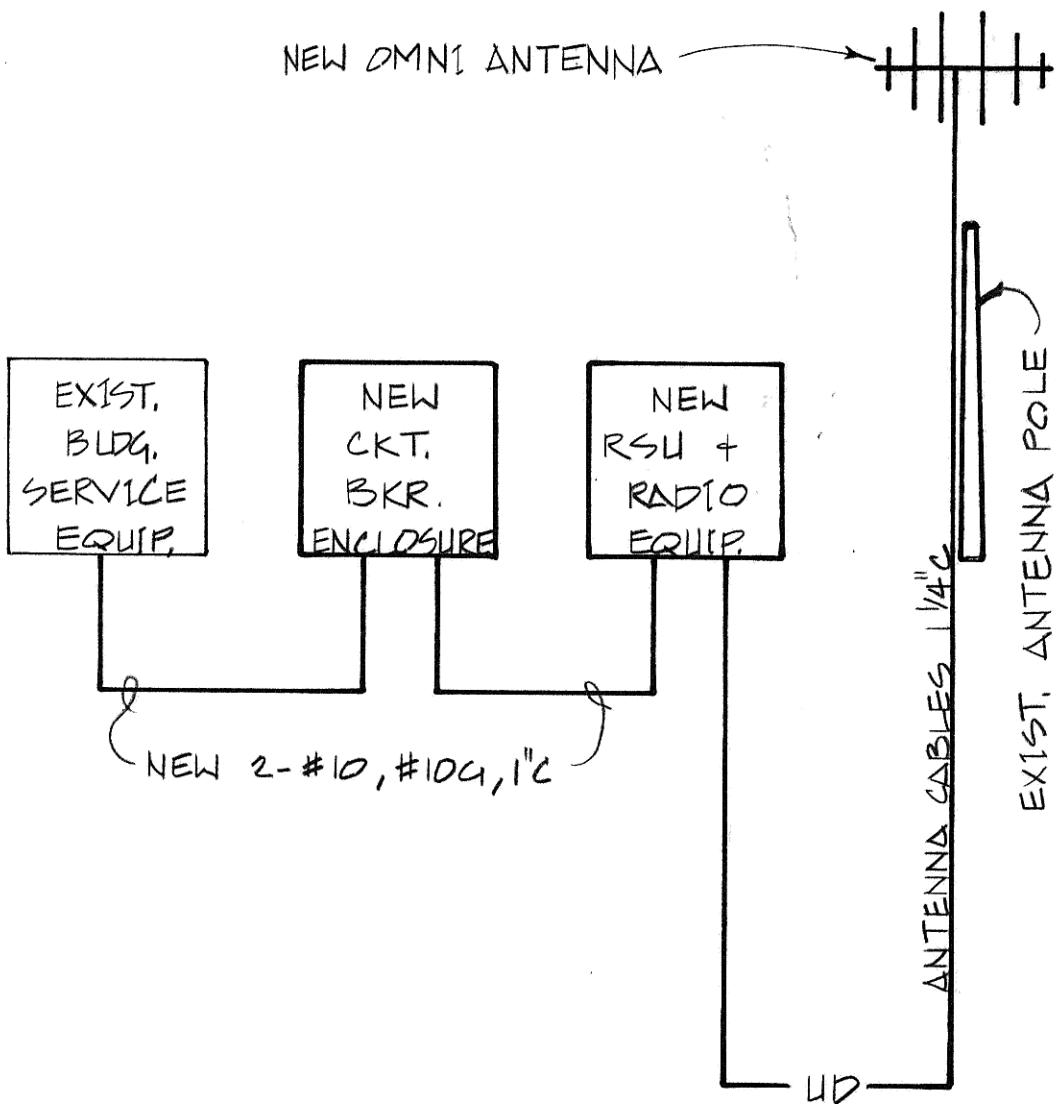 NEW OMNI ANTENNA
EXIST.
BLDG.
SERVICE
EQUIP.
NEW
CKT.
BKR.
ENCLOSURE
NEW
RSU +
RADIO
EQUIP.
EXIST. ANTENNA POLE
ANTENNA CABLES 1 1/4"C
NEW 2-#10, #10G, 1"C
UD